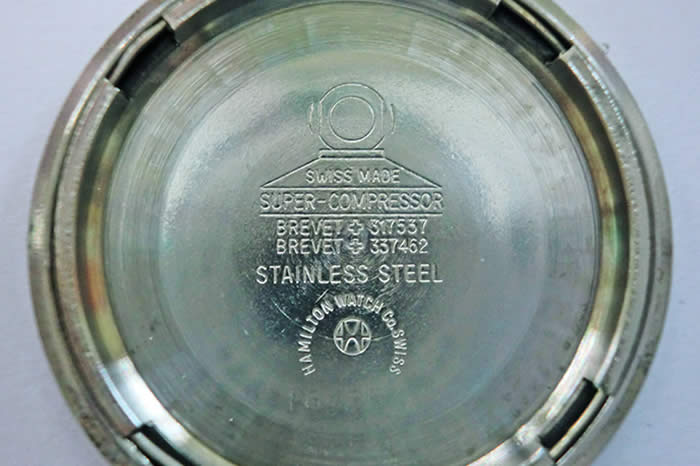 SWISS MADE
SUPER-COMPRESSOR
BREVET + 317537
BREVET + 337462
STAINLESS STEEL
HAMILTON WATCH Co. SWISS
H